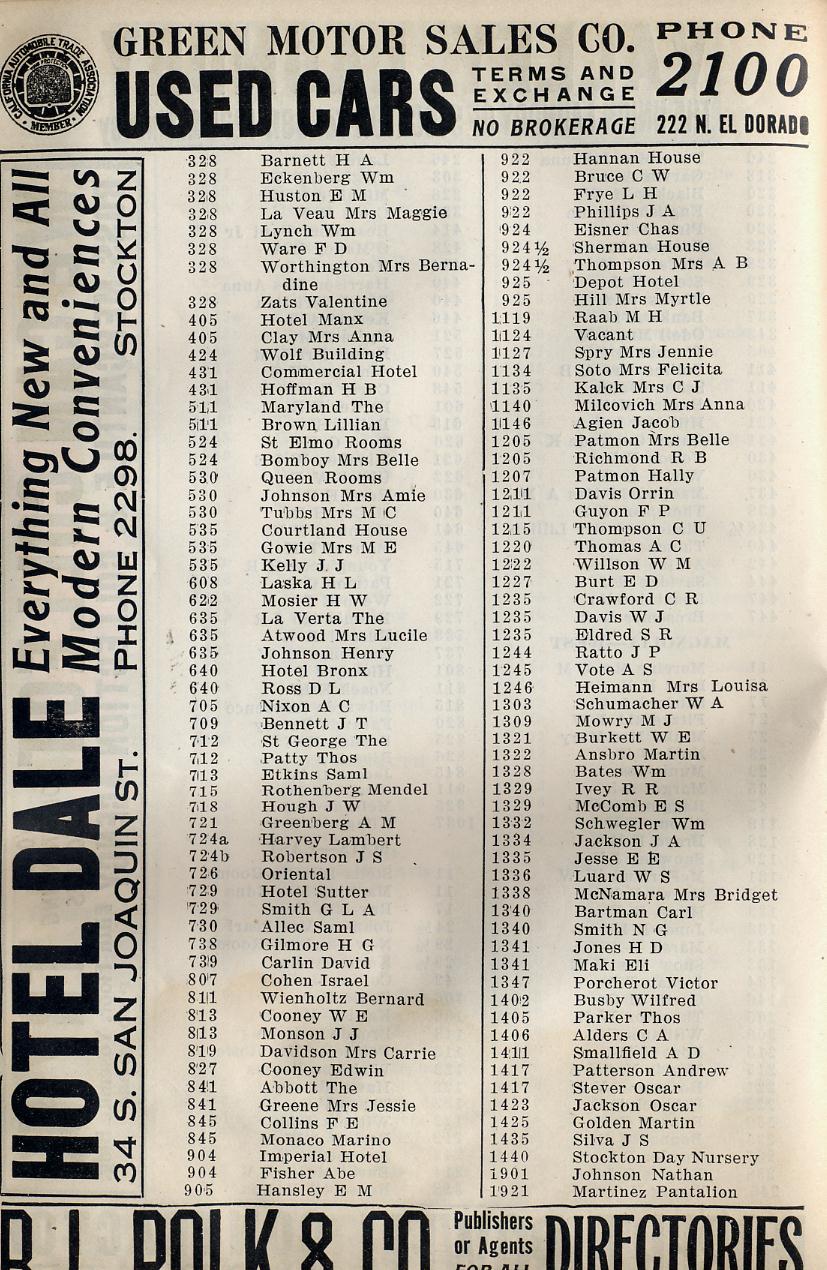 CALIFORNIA AUTOMOBILE TRADE ASSOCIATION
MEMBER
GREEN MOTOR SALES CO.
USED CARS
TERMS AND
EXCHANGE
NO BROKERAGE
PHONE
2100
222 N. EL DORADO
HOTEL DALE Everything New and All
Modern Conveniences
34 S. SAN JOAQUIN ST. PHONE 2298. STOCKTON
328 Barnett H A
328 Eckenberg Wm
328 Huston E M
328 La Veau Mrs Maggie
328 Lynch Wm
328 Ware F D
328 Worthington Mrs Berna-
dine
328 Zats Valentine
405 Hotel Manx
405 Clay Mrs Anna
424 Wolf Building
431 Commercial Hotel
431 Hoffman H B
511 Maryland The
511 Brown Lillian
524 St Elmo Rooms
524 Bomboy Mrs Belle
530 Queen Rooms
530 Johnson Mrs Amie
530 Tubbs Mrs M C
535 Courtland House
535 Gowie Mrs M E
535 Kelly J J
608 Laska H L
622 Mosier H W
635 La Verta The
635 Atwood Mrs Lucile
635 Johnson Henry
640 Hotel Bronx
640 Ross D L
705 Nixon A C
709 Bennett J T
712 St George The
712 Patty Thos
713 Etkins Saml
715 Rothenberg Mendel
718 Hough J W
721 Greenberg A M
724a Harvey Lambert
724b Robertson J S
726 Oriental
729 Hotel Sutter
729 Smith G L A
730 Allec Saml
738 Gilmore H G
739 Carlin David
807 Cohen Israel
811 Wienholtz Bernard
813 Cooney W E
813 Monson J J
819 Davidson Mrs Carrie
827 Cooney Edwin
841 Abbott The
841 Greene Mrs Jessie
845 Collins F E
845 Monaco Marino
904 Imperial Hotel
904 Fisher Abe
905 Hansley E M
922 Hannan House
922 Bruce C W
922 Frye L H
922 Phillips J A
924 Eisner Chas
924½ Sherman House
924½ Thompson Mrs A B
925 Depot Hotel
925 Hill Mrs Myrtle
1119 Raab M H
1124 Vacant
1127 Spry Mrs Jennie
1134 Soto Mrs Felicita
1135 Kalck Mrs C J
1140 Milcovich Mrs Anna
1146 Agien Jacob
1205 Patmon Mrs Belle
1205 Richmond R B
1207 Patmon Hally
1211 Davis Orrin
1211 Guyon F P
1215 Thompson C U
1220 Thomas A C
1222 Willson W M
1227 Burt E D
1235 Crawford C R
1235 Davis W J
1235 Eldred S R
1244 Ratto J P
1245 Vote A S
1246 Heimann Mrs Louisa
1303 Schumacher W A
1309 Mowry M J
1321 Burkett W E
1322 Ansbro Martin
1328 Bates Wm
1329 Ivey R R
1329 McComb E S
1332 Schwegler Wm
1334 Jackson J A
1335 Jesse E E
1336 Luard W S
1338 McNamara Mrs Bridget
1340 Bartman Carl
1340 Smith N G
1341 Jones H D
1341 Maki Eli
1347 Porcherot Victor
1402 Busby Wilfred
1405 Parker Thos
1406 Alders C A
1411 Smallfield A D
1417 Patterson Andrew
1417 Stever Oscar
1423 Jackson Oscar
1425 Golden Martin
1435 Silva J S
1440 Stockton Day Nursery
1901 Johnson Nathan
1921 Martinez Pantalion
R. L. POLK & CO.
Publishers
or Agents
FOR ALL
DIRECTORIES